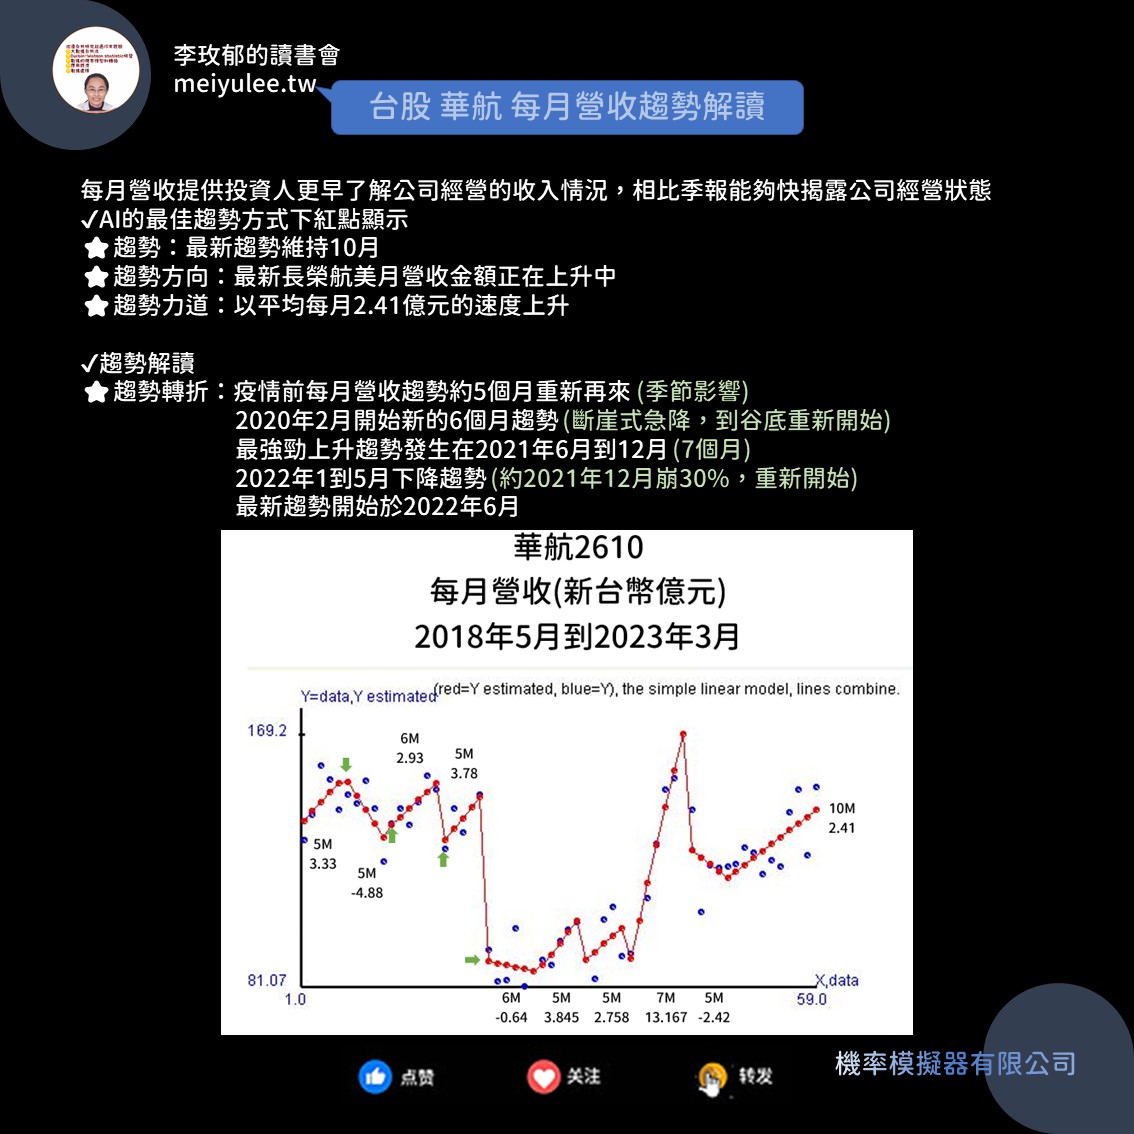 李玫郁的讀書會
meiyulee.tw
台股 華航 每月營收趨勢解讀
每月營收提供投資人更早了解公司經營的收入情況，相比季報能夠快揭露公司經營狀態
✓AI的最佳趨勢方式下紅點顯示
★ 趨勢：最新趨勢維持10月
★ 趨勢方向：最新長榮航美月營收金額正在上升中
★ 趨勢力道：以平均每月2.41億元的速度上升
✓趨勢解讀
★ 趨勢轉折：疫情前每月營收趨勢約5個月重新再來 (季節影響)
2020年2月開始新的6個月趨勢(斷崖式急降，到谷底重新開始)
最強勁上升趨勢發生在2021年6月到12月(7個月)
2022年1到5月下降趨勢(約2021年12月崩30%，重新開始)
最新趨勢開始於2022年6月
華航2610
每月營收(新台幣億元)
2018年5月到2023年3月
Y=data,Y estimated
(red=Y estimated, blue=Y), the simple linear model, lines combine.
169.2
6M
2.93
5M
3.78
10M
2.41
5M
3.33
5M
-4.88
81.07
X,data
1.0
59.0
6M
-0.64
5M
3.845
5M
2.758
7M
13.167
5M
-2.42
機率模擬器有限公司
点赞
关注
转发